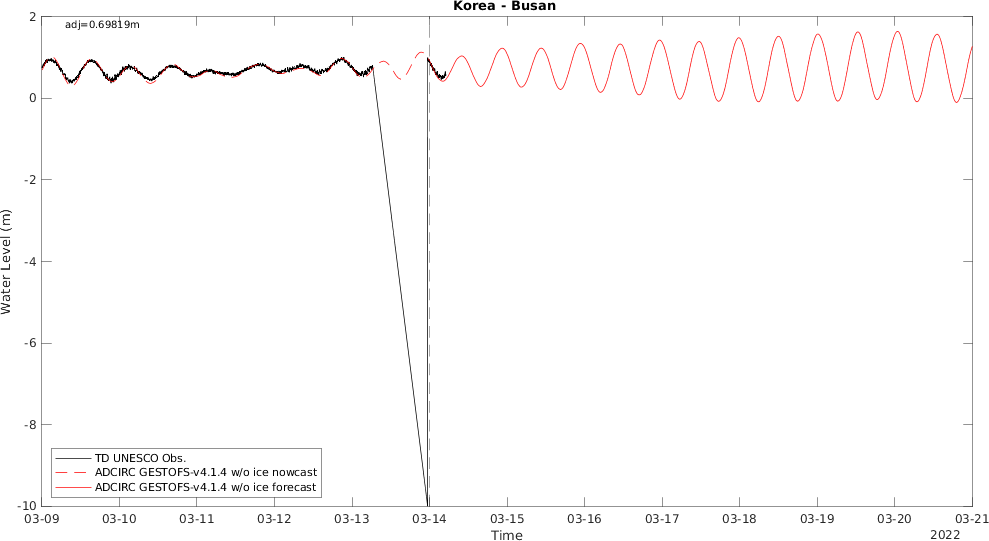 Korea - Busan
adj=0.69819m
2
0
-2
-4
-6
-8
-10
Water Level (m)
TD UNESCO Obs.
ADCIRC GESTOFS-v4.1.4 w/o ice nowcast
ADCIRC GESTOFS-v4.1.4 w/o ice forecast
03-09 03-10 03-11 03-12 03-13 03-14 03-15 03-16 03-17 03-18 03-19 03-20 03-21
Time
2022